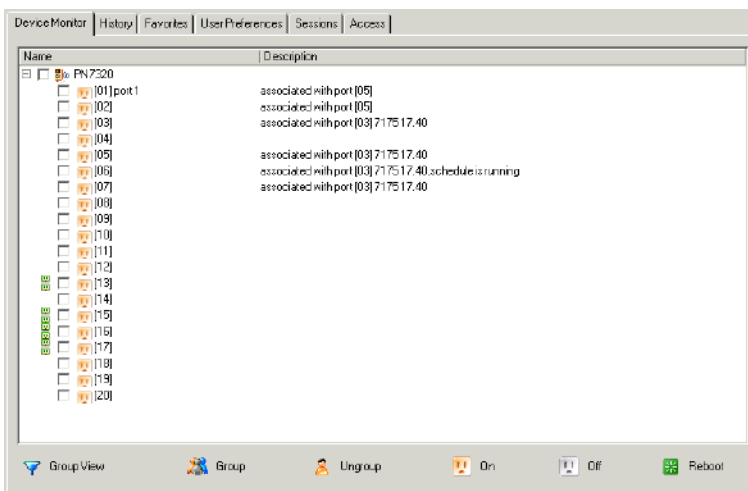 Device Monitor History Favorites User Preferences Sessions Access
Name Description
PN7320
[01] port 1 associated with port [05]
[02] associated with port [05]
[03] associated with port [03] 717517.40
[04]
[05] associated with port [03] 717517.40
[06] associated with port [03] 717517.40,schedule is running
[07] associated with port [03] 717517.40
[08]
[09]
[10]
[11]
[12]
[13]
[14]
[15]
[16]
[17]
[18]
[19]
[20]
Group View Group Ungroup On Off Reboot